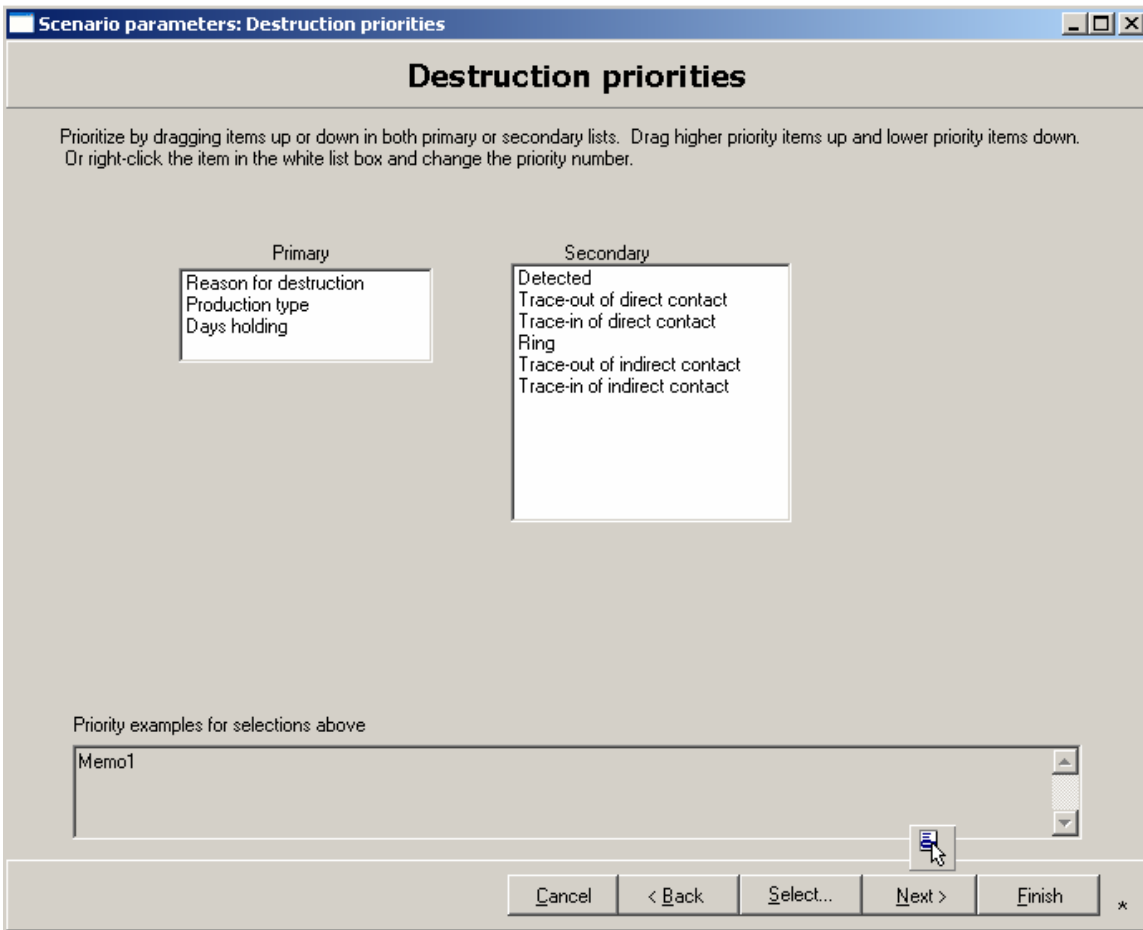 Scenario parameters: Destruction priorities
Destruction priorities
Prioritize by dragging items up or down in both primary or secondary lists.  Drag higher priority items up and lower priority items down.
Or right-click the item in the white list box and change the priority number.
Primary
Reason for destruction
Production type
Days holding
Secondary
Detected
Trace-out of direct contact
Trace-in of direct contact
Ring
Trace-out of indirect contact
Trace-in of indirect contact
Priority examples for selections above
Memo1
Cancel < Back Select... Next > Finish *